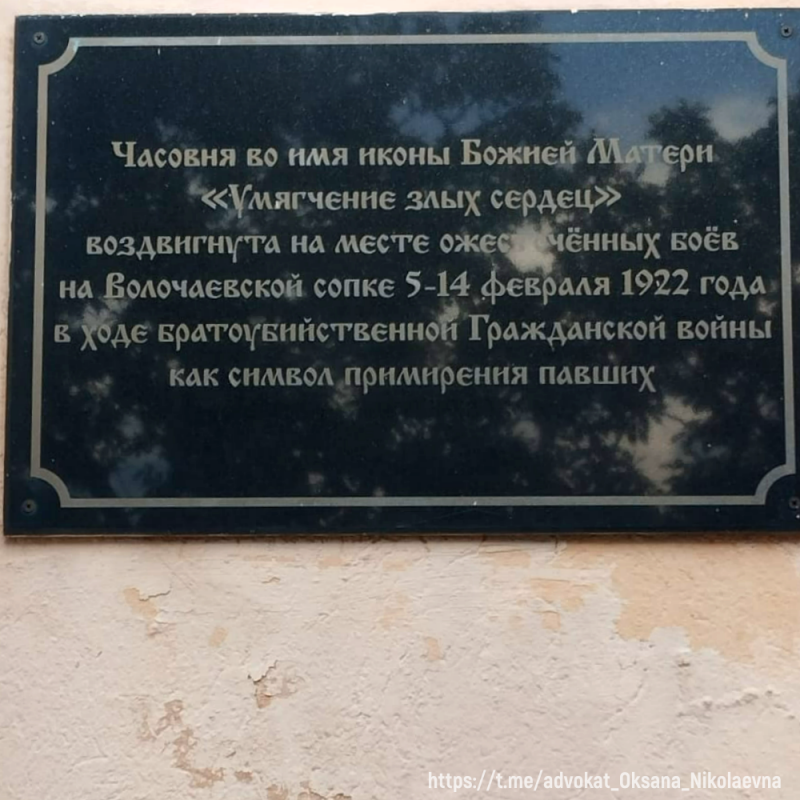 Часовня во имя иконы Божией Матери
«Умягчение злых сердец»
воздвигнута на месте ожесточённых боёв
на Волочаевской сопке 5-14 февраля 1922 года
в ходе братоубийственной Гражданской войны
как символ примирения павших
https://t.me/advokat_Oksana_Nikolaevna